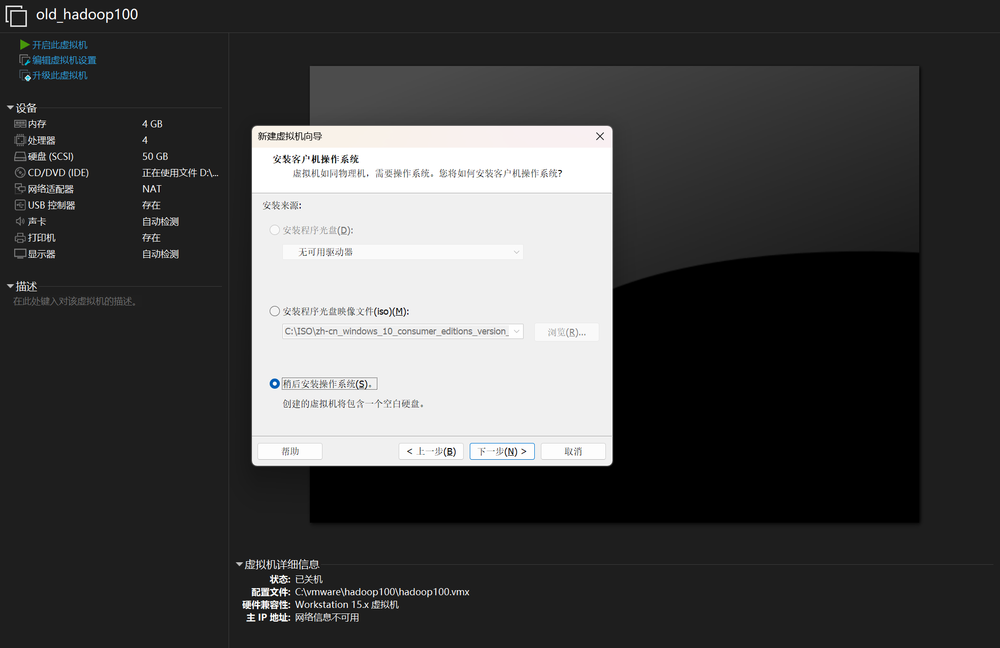 old_hadoop100
开启此虚拟机
编辑虚拟机设置
升级此虚拟机
设备
内存 4 GB
处理器 4
硬盘 (SCSI) 50 GB
CD/DVD (IDE) 正在使用文件 D:\...
网络适配器 NAT
USB 控制器 存在
声卡 自动检测
打印机 存在
显示器 自动检测
描述
在此处键入对该虚拟机的描述。
新建虚拟机向导
安装客户机操作系统
虚拟机如同物理机，需要操作系统。您将如何安装客户机操作系统?
安装来源:
安装程序光盘(D):
无可用驱动器
安装程序光盘映像文件(iso)(M):
C:\ISO\zh-cn_windows_10_consumer_editions_version_
浏览(R)...
稍后安装操作系统(S)。
创建的虚拟机将包含一个空白硬盘。
帮助
< 上一步(B)
下一步(N) >
取消
虚拟机详细信息
状态: 已关机
配置文件: C:\vmware\hadoop100\hadoop100.vmx
硬件兼容性: Workstation 15.x 虚拟机
主 IP 地址: 网络信息不可用